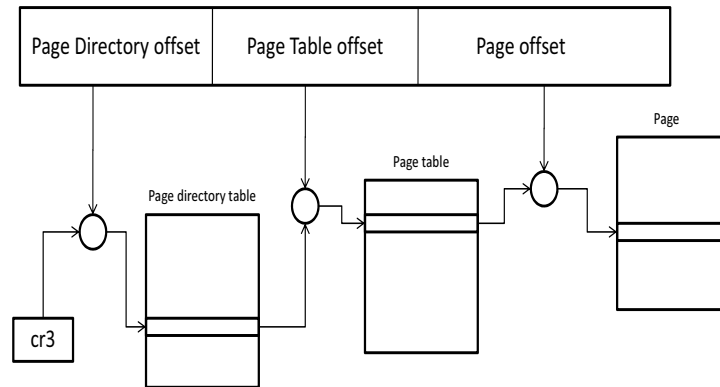 Page Directory offset
Page Table offset
Page offset
Page
Page table
Page directory table
cr3